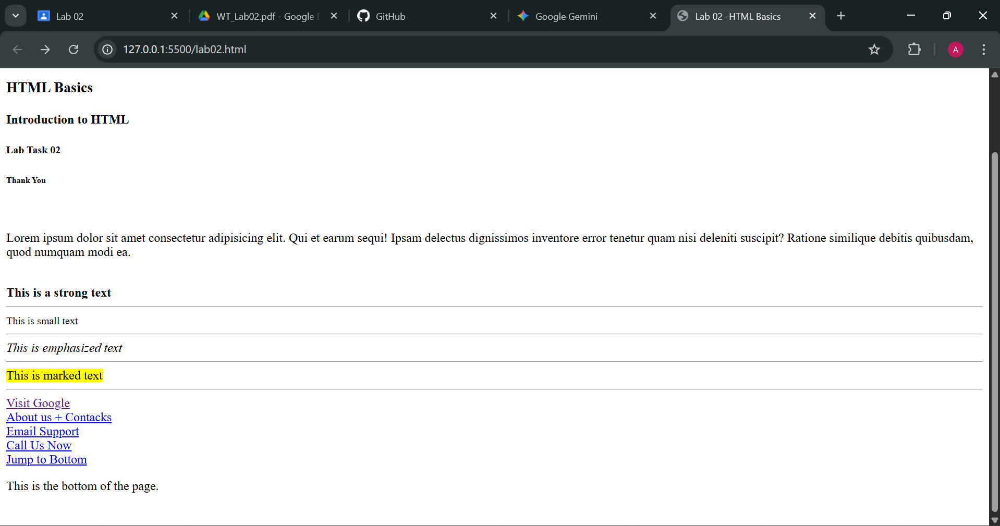 Lab 02
WT_Lab02.pdf - Google
GitHub
Google Gemini
Lab 02 -HTML Basics
127.0.0.1:5500/lab02.html
A
HTML Basics
Introduction to HTML
Lab Task 02
Thank You
Lorem ipsum dolor sit amet consectetur adipisicing elit. Qui et earum sequi! Ipsam delectus dignissimos inventore error tenetur quam nisi deleniti suscipit? Ratione similique debitis quibusdam,
quod numquam modi ea.
This is a strong text
This is small text
This is emphasized text
This is marked text
Visit Google
About us + Contacks
Email Support
Call Us Now
Jump to Bottom
This is the bottom of the page.